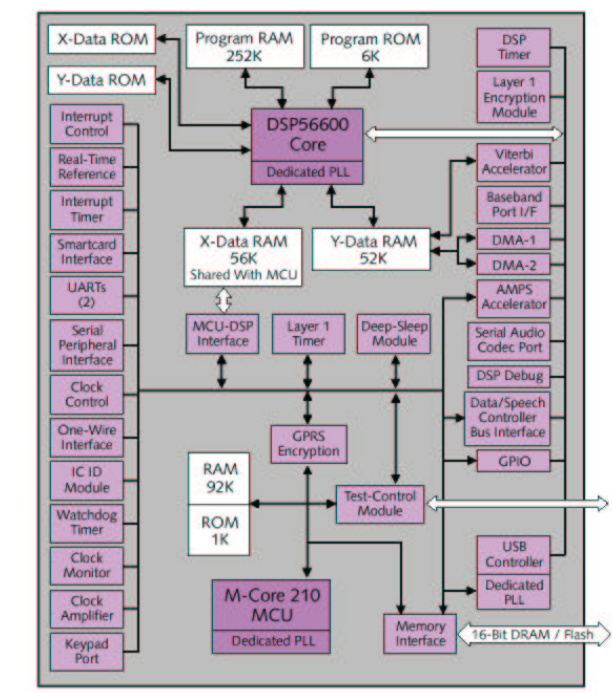 X-Data ROM
Y-Data ROM
Program RAM
252K
Program ROM
6K
DSP
Timer
Layer 1
Encryption
Module
DSP56600
Core
Dedicated PLL
Interrupt
Control
Real-Time
Reference
Interrupt
Timer
Smartcard
Interface
UARTs
(2)
Serial
Peripheral
Interface
Clock
Control
One-Wire
Interface
IC ID
Module
Watchdog
Timer
Clock
Monitor
Clock
Amplifier
Keypad
Port
X-Data RAM
56K
Shared With MCU
Y-Data RAM
52K
MCU-DSP
Interface
Layer 1
Timer
Deep-Sleep
Module
GPRS
Encryption
RAM
92K
ROM
1K
Test-Control
Module
M-Core 210
MCU
Dedicated PLL
Memory
Interface
Viterbi
Accelerator
Baseband
Port I/F
DMA-1
DMA-2
AMPS
Accelerator
Serial Audio
Codec Port
DSP Debug
Data/Speech
Controller
Bus Interface
GPIO
USB
Controller
Dedicated
PLL
16-Bit DRAM / Flash